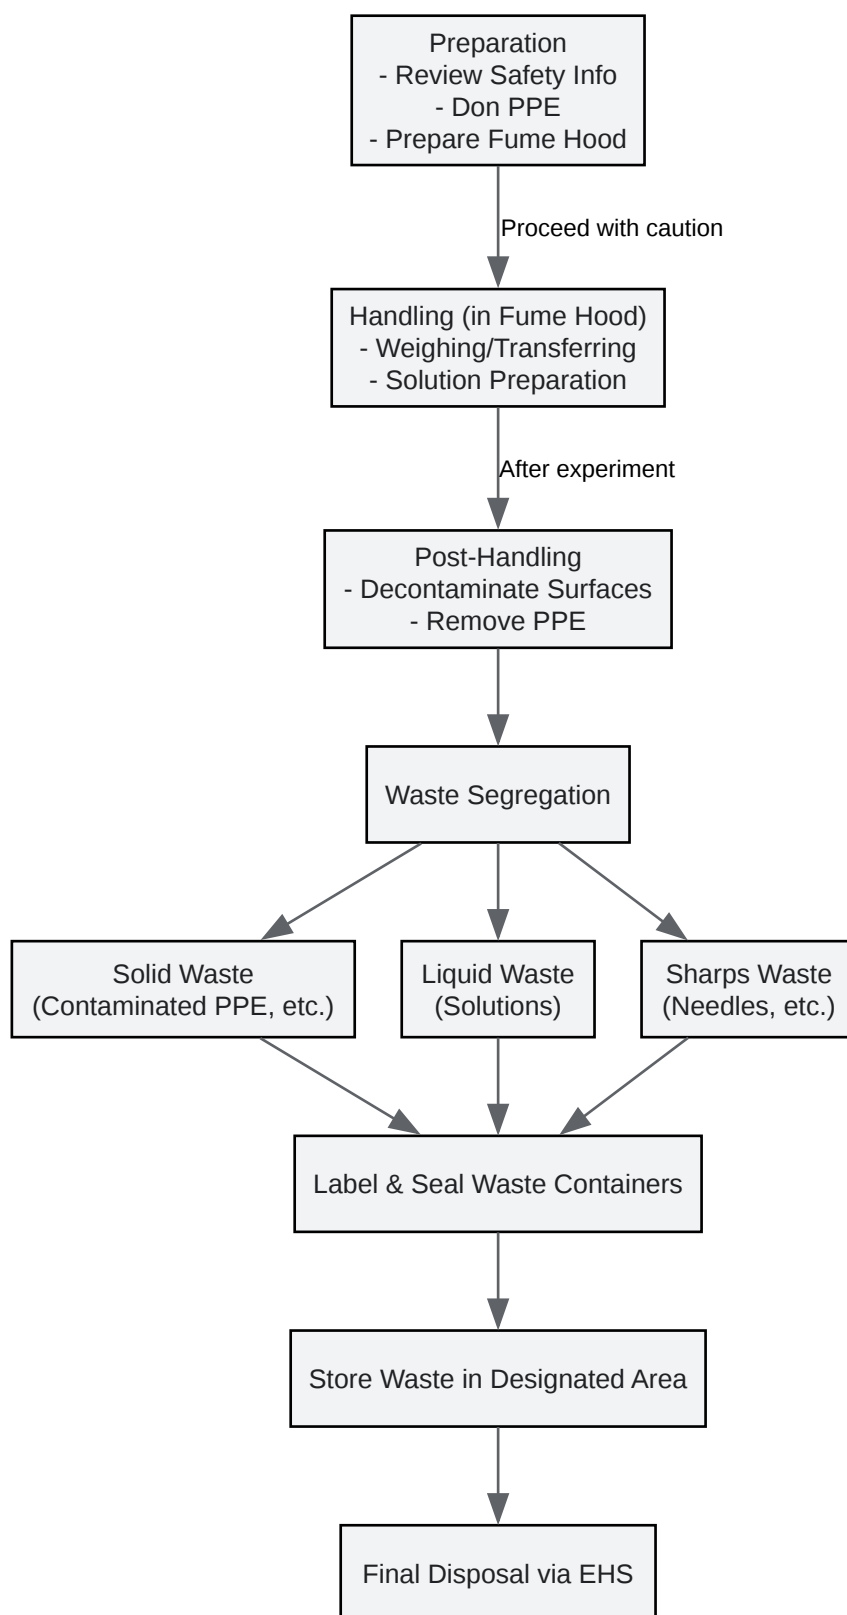 Preparation
- Review Safety Info
- Don PPE
- Prepare Fume Hood
Proceed with caution
Handling (in Fume Hood)
- Weighing/Transferring
- Solution Preparation
After experiment
Post-Handling
- Decontaminate Surfaces
- Remove PPE
Waste Segregation
Solid Waste
(Contaminated PPE, etc.)
Liquid Waste
(Solutions)
Sharps Waste
(Needles, etc.)
Label & Seal Waste Containers
Store Waste in Designated Area
Final Disposal via EHS